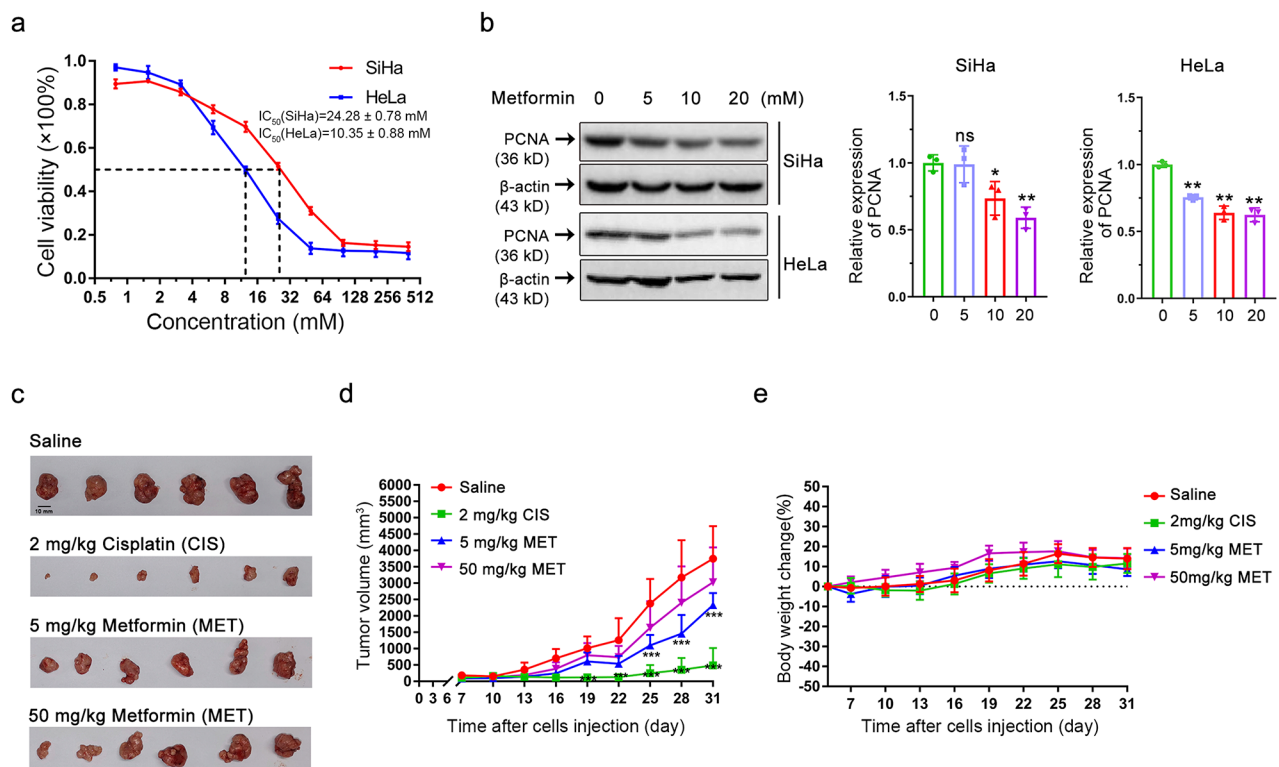 a
Cell viability (×100%)
1.0
0.8
0.6
0.4
0.2
0.0
SiHa
HeLa
IC50(SiHa)=24.28 ± 0.78 mM
IC50(HeLa)=10.35 ± 0.88 mM
0.5 1 2 4 8 16 32 64 128 256 512
Concentration (mM)
b
Metformin 0 5 10 20 (mM)
PCNA
(36 kD)
β-actin
(43 kD)
SiHa
PCNA
(36 kD)
β-actin
(43 kD)
HeLa
SiHa
Relative expression
of PCNA
1.5
1.0
0.5
0.0
ns
*
**
0 5 10 20
HeLa
Relative expression
of PCNA
1.5
1.0
0.5
0.0
** ** **
0 5 10 20
c
Saline
10 mm
2 mg/kg Cisplatin (CIS)
5 mg/kg Metformin (MET)
50 mg/kg Metformin (MET)
d
Tumor volume (mm³)
6000
5500
5000
4500
4000
3500
3000
2500
2000
1500
1000
500
0
Saline
2 mg/kg CIS
5 mg/kg MET
50 mg/kg MET
***
***
***
***
***
***
***
***
0 3 6 7 10 13 16 19 22 25 28 31
Time after cells injection (day)
e
Body weight change(%)
50
40
30
20
10
0
-10
-20
-30
-40
-50
Saline
2mg/kg CIS
5mg/kg MET
50mg/kg MET
7 10 13 16 19 22 25 28 31
Time after cells injection (day)